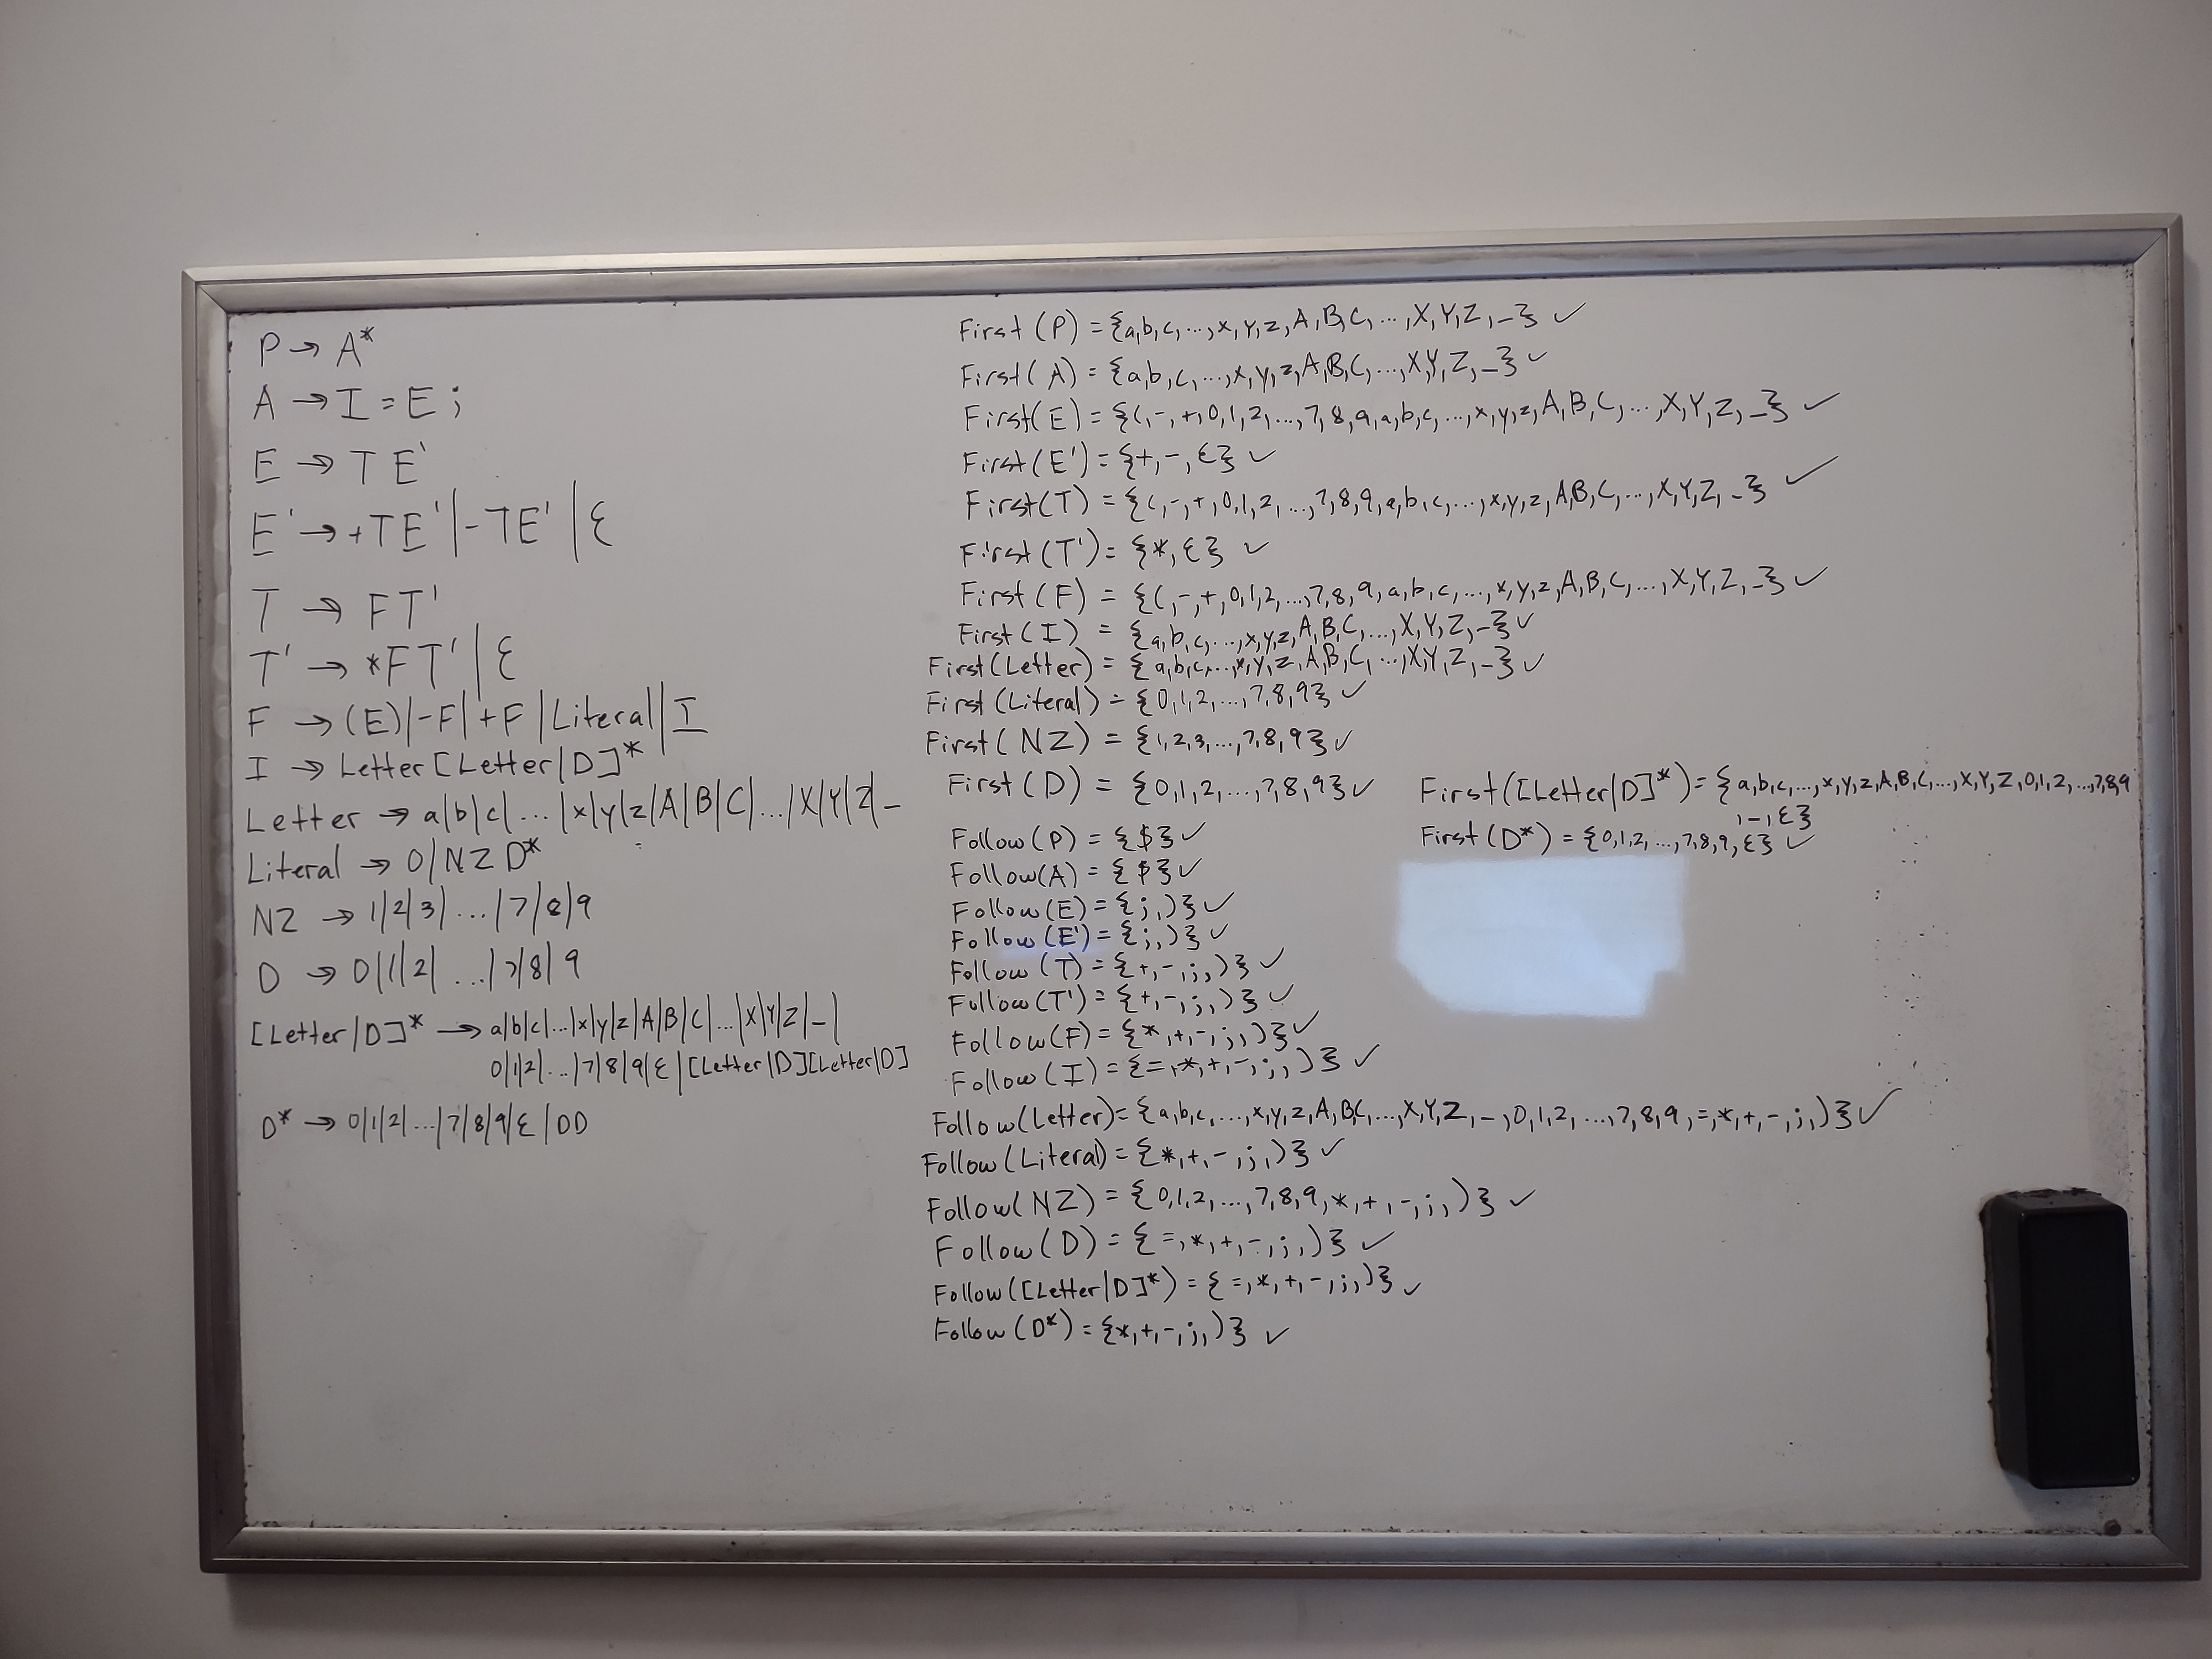 P → A*
A → I = E ;
E → T E'
E' → +TE' | -TE' | ε
T → FT'
T' → *FT' | ε
F → (E)|-F|+F|Literal|I
I → Letter[Letter|D]*
Letter → a|b|c|...|x|y|z|A|B|C|...|X|Y|Z|_
Literal → 0|NZ D*
NZ → 1|2|3|...|7|8|9
D → 0|1|2|...|7|8|9
[Letter|D]* → a|b|c|...|x|y|z|A|B|C|...|X|Y|Z|_|
0|1|2|...|7|8|9|ε|[Letter|D][Letter|D]
D* → 0|1|2|...|7|8|9|ε|DD
First(P) = {a,b,c,...,x,y,z,A,B,C,...,X,Y,Z,_} ✓
First(A) = {a,b,c,...,x,y,z,A,B,C,...,X,Y,Z,_} ✓
First(E) = {(,-,+,0,1,2,...,7,8,9,a,b,c,...,x,y,z,A,B,C,...,X,Y,Z,_} ✓
First(E') = {+,-,ε} ✓
First(T) = {(,-,+,0,1,2,...,7,8,9,a,b,c,...,x,y,z,A,B,C,...,X,Y,Z,_} ✓
First(T') = {*,ε} ✓
First(F) = {(,-,+,0,1,2,...,7,8,9,a,b,c,...,x,y,z,A,B,C,...,X,Y,Z,_} ✓
First(I) = {a,b,c,...,x,y,z,A,B,C,...,X,Y,Z,_} ✓
First(Letter) = {a,b,c,...,x,y,z,A,B,C,...,X,Y,Z,_} ✓
First(Literal) = {0,1,2,...,7,8,9} ✓
First(NZ) = {1,2,3,...,7,8,9} ✓
First(D) = {0,1,2,...,7,8,9} ✓
First([Letter|D]*) = {a,b,c,...,x,y,z,A,B,C,...,X,Y,Z,0,1,2,...,7,8,9
,_,ε}
First(D*) = {0,1,2,...,7,8,9,ε} ✓
Follow(P) = {$} ✓
Follow(A) = {$} ✓
Follow(E) = {;,)} ✓
Follow(E') = {;,)} ✓
Follow(T) = {+,-,;,)} ✓
Follow(T') = {+,-,;,)} ✓
Follow(F) = {*,+,-,;,)} ✓
Follow(I) = {=,*,+,-,;,)} ✓
Follow(Letter) = {a,b,c,...,x,y,z,A,B,C,...,X,Y,Z,_,0,1,2,...,7,8,9,=,*,+,-,;,)} ✓
Follow(Literal) = {*,+,-,;,)} ✓
Follow(NZ) = {0,1,2,...,7,8,9,*,+,-,;,)} ✓
Follow(D) = {=,*,+,-,;,)} ✓
Follow([Letter|D]*) = {=,*,+,-,;,)} ✓
Follow(D*) = {*,+,-,;,)} ✓